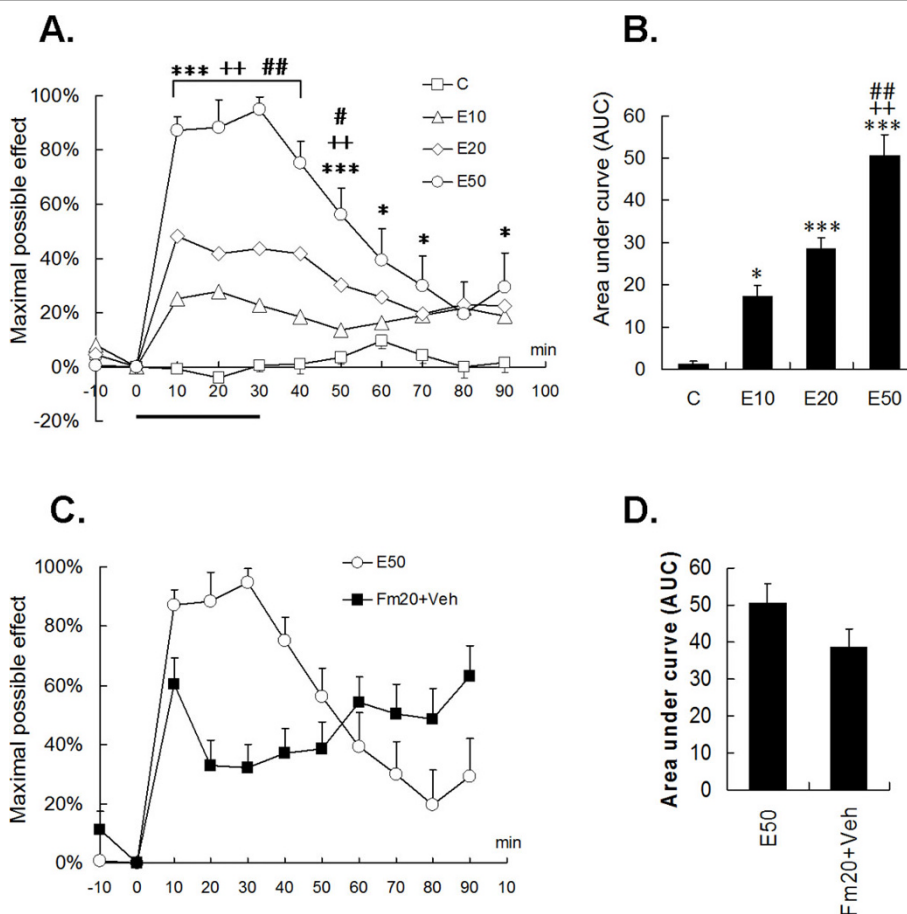 A.
*** ++ ##
C
E10
E20
E50
#
++
***
*
*
*
100%
80%
60%
40%
20%
0%
-20%
Maximal possible effect
min
-10 0 10 20 30 40 50 60 70 80 90 100
B.
##
++
***
***
*
60
50
40
30
20
10
0
Area under curve (AUC)
C E10 E20 E50
C.
E50
Fm20+Veh
100%
80%
60%
40%
20%
0%
Maximal possible effect
min
-10 0 10 20 30 40 50 60 70 80 90 10
D.
60
50
40
30
20
10
0
Area under curve (AUC)
E50
Fm20+Veh